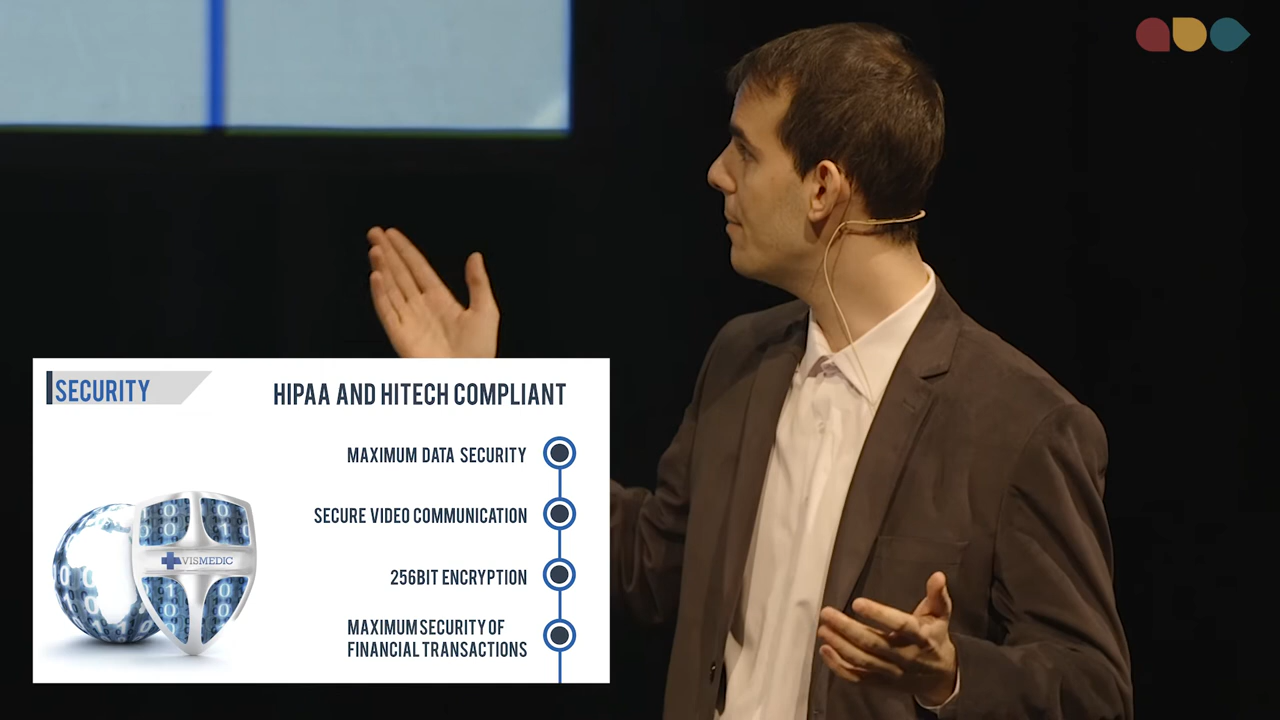 SECURITY
HIPAA AND HITECH COMPLIANT
MAXIMUM DATA SECURITY
SECURE VIDEO COMMUNICATION
256BIT ENCRYPTION
MAXIMUM SECURITY OF
FINANCIAL TRANSACTIONS
VISMEDIC